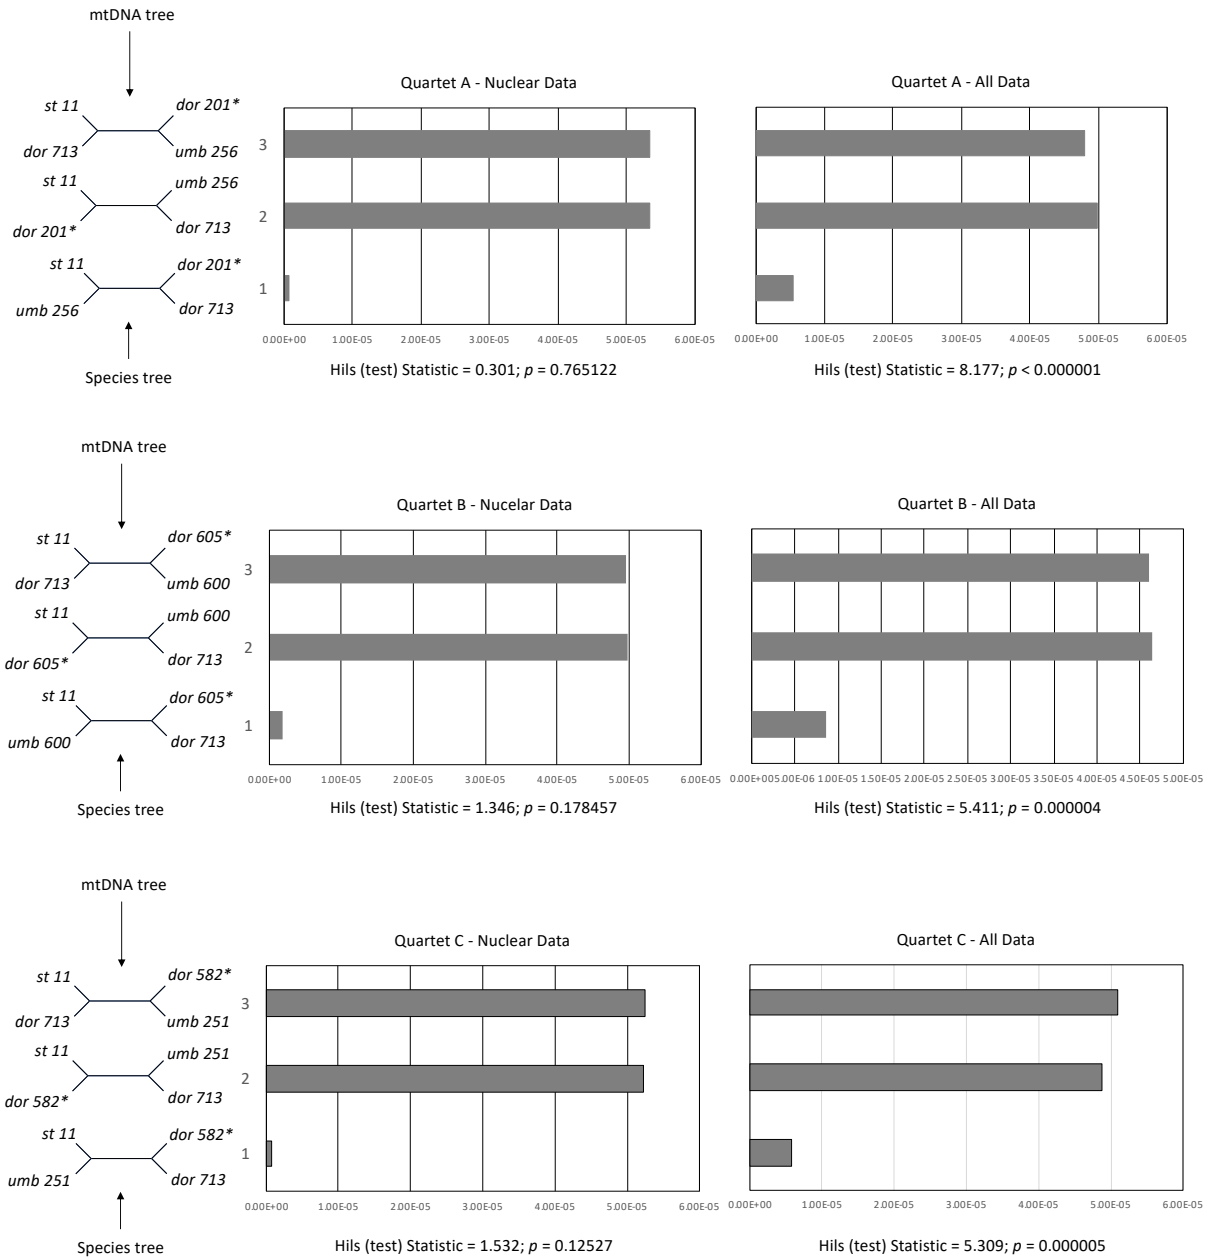 mtDNA tree
st 11
dor 201*
dor 713
umb 256
st 11
umb 256
dor 201*
dor 713
st 11
dor 201*
umb 256
dor 713
Species tree
Quartet A - Nuclear Data
3
2
1
0.00E+00 1.00E-05 2.00E-05 3.00E-05 4.00E-05 5.00E-05 6.00E-05
Hils (test) Statistic = 0.301; p = 0.765122
Quartet A - All Data
0.00E+00 1.00E-05 2.00E-05 3.00E-05 4.00E-05 5.00E-05 6.00E-05
Hils (test) Statistic = 8.177; p < 0.000001
mtDNA tree
st 11
dor 605*
dor 713
umb 600
st 11
umb 600
dor 605*
dor 713
st 11
dor 605*
umb 600
dor 713
Species tree
Quartet B - Nucelar Data
3
2
1
0.00E+00 1.00E-05 2.00E-05 3.00E-05 4.00E-05 5.00E-05 6.00E-05
Hils (test) Statistic = 1.346; p = 0.178457
Quartet B - All Data
0.00E+00 5.00E-06 1.00E-05 1.50E-05 2.00E-05 2.50E-05 3.00E-05 3.50E-05 4.00E-05 4.50E-05 5.00E-05
Hils (test) Statistic = 5.411; p = 0.000004
mtDNA tree
st 11
dor 582*
dor 713
umb 251
st 11
umb 251
dor 582*
dor 713
st 11
dor 582*
umb 251
dor 713
Species tree
Quartet C - Nuclear Data
3
2
1
0.00E+00 1.00E-05 2.00E-05 3.00E-05 4.00E-05 5.00E-05 6.00E-05
Hils (test) Statistic = 1.532; p = 0.12527
Quartet C - All Data
0.00E+00 1.00E-05 2.00E-05 3.00E-05 4.00E-05 5.00E-05 6.00E-05
Hils (test) Statistic = 5.309; p = 0.000005